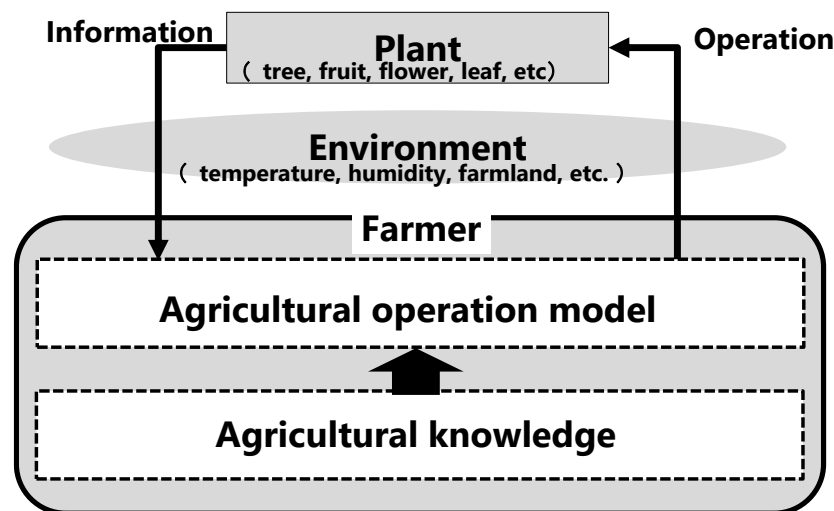 Information
Plant
Operation
（ tree, fruit, flower, leaf, etc）
Environment
（ temperature, humidity, farmland, etc. ）
Farmer
Agricultural operation model
Agricultural knowledge